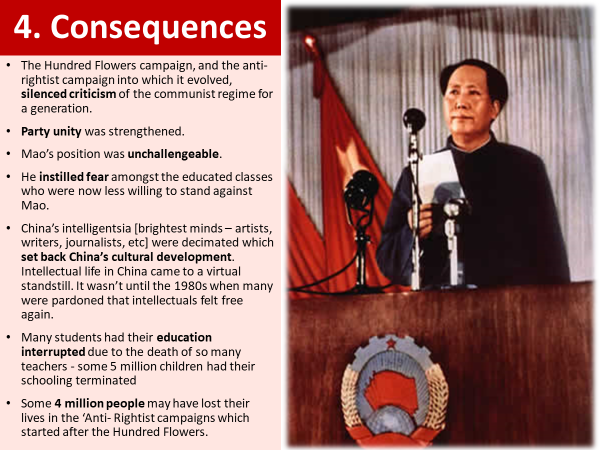 4. Consequences
• The Hundred Flowers campaign, and the anti-
rightist campaign into which it evolved,
silenced criticism of the communist regime for
a generation.
• Party unity was strengthened.
• Mao's position was unchallengeable.
• He instilled fear amongst the educated classes
who were now less willing to stand against
Mao.
• China's intelligentsia [brightest minds – artists,
writers, journalists, etc] were decimated which
set back China's cultural development.
Intellectual life in China came to a virtual
standstill. It wasn't until the 1980s when many
were pardoned that intellectuals felt free
again.
• Many students had their education
interrupted due to the death of so many
teachers - some 5 million children had their
schooling terminated
• Some 4 million people may have lost their
lives in the 'Anti- Rightist campaigns which
started after the Hundred Flowers.